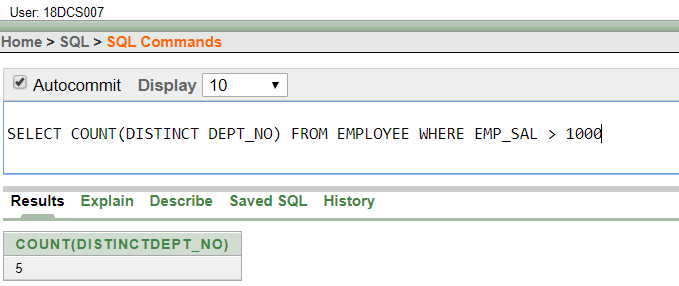 User: 18DCS007
Home > SQL > SQL Commands
Autocommit Display 10
SELECT COUNT(DISTINCT DEPT_NO) FROM EMPLOYEE WHERE EMP_SAL > 1000
Results Explain Describe Saved SQL History
COUNT(DISTINCTDEPT_NO)
5